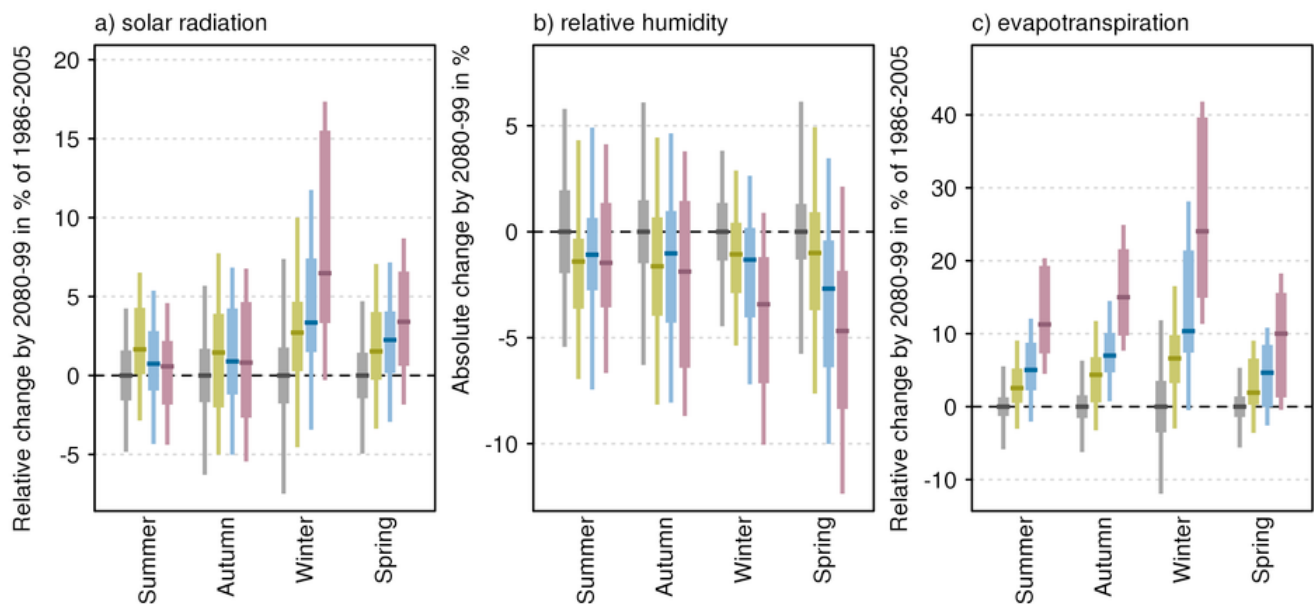 a) solar radiation
Relative change by 2080-99 in % of 1986-2005
20
15
10
5
0
-5
Summer
Autumn
Winter
Spring
b) relative humidity
Absolute change by 2080-99 in %
5
0
-5
-10
Summer
Autumn
Winter
Spring
c) evapotranspiration
Relative change by 2080-99 in % of 1986-2005
40
30
20
10
0
-10
Summer
Autumn
Winter
Spring